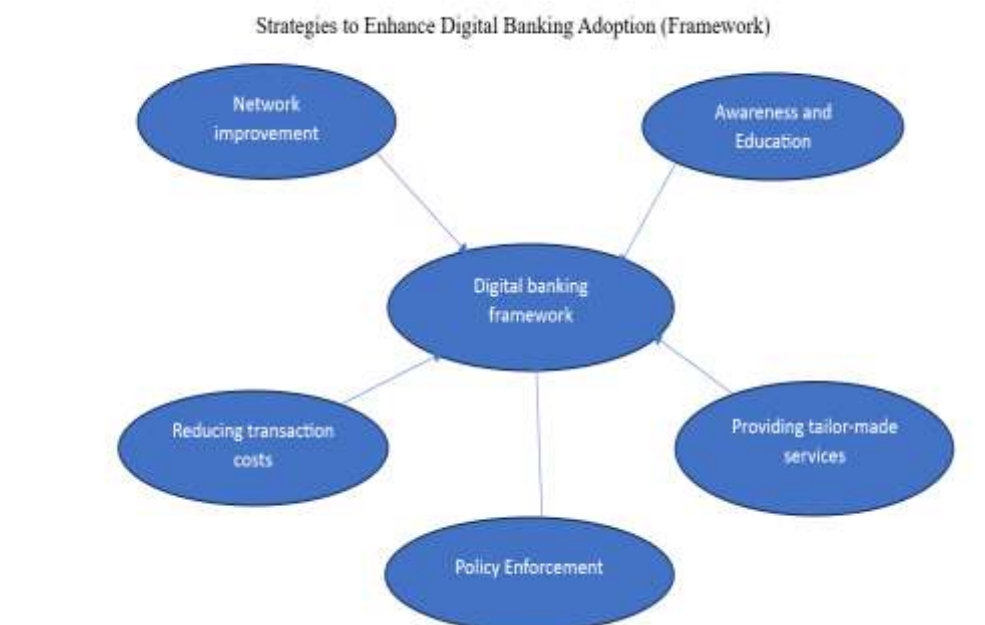 Strategies to Enhance Digital Banking Adoption (Framework)
Network
improvement
Awareness and
Education
Digital banking
framework
Reducing transaction
costs
Providing tailor-made
services
Policy Enforcement